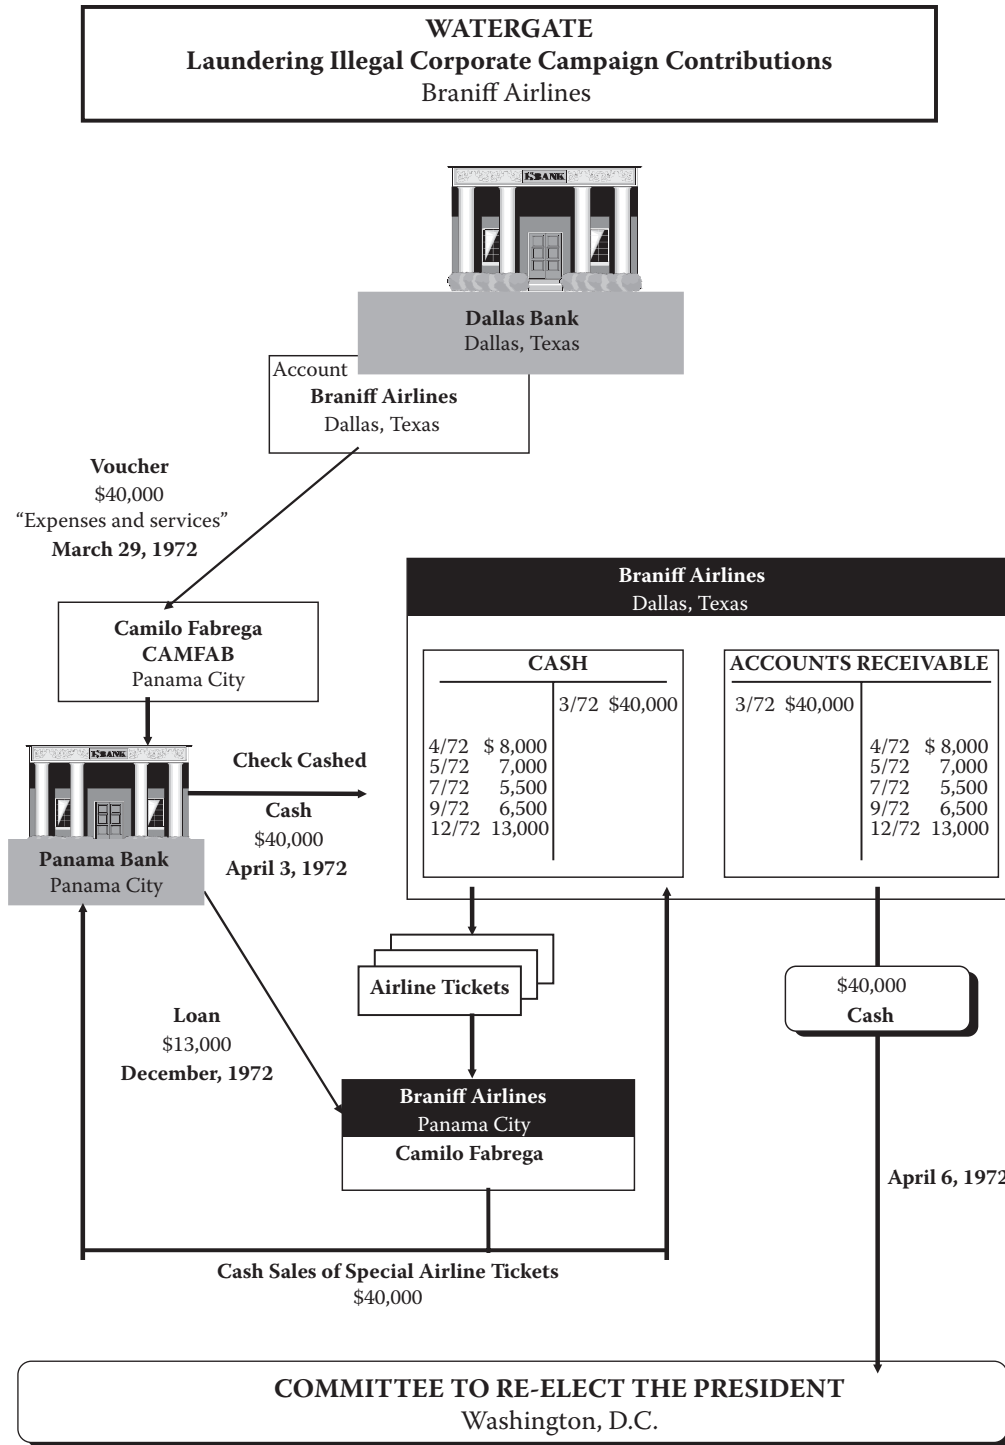 WATERGATE
Laundering Illegal Corporate Campaign Contributions
Braniff Airlines
BANK
Dallas Bank
Dallas, Texas
Account
Braniff Airlines
Dallas, Texas
Voucher
$40,000
“Expenses and services”
March 29, 1972
Camilo Fabrega
CAMFAB
Panama City
BANK
Panama Bank
Panama City
Check Cashed
Cash
$40,000
April 3, 1972
Braniff Airlines
Dallas, Texas
CASH
3/72 $40,000
4/72 $ 8,000
5/72 7,000
7/72 5,500
9/72 6,500
12/72 13,000
ACCOUNTS RECEIVABLE
3/72 $40,000
4/72 $ 8,000
5/72 7,000
7/72 5,500
9/72 6,500
12/72 13,000
Airline Tickets
$40,000
Cash
Loan
$13,000
December, 1972
Braniff Airlines
Panama City
Camilo Fabrega
April 6, 1972
Cash Sales of Special Airline Tickets
$40,000
COMMITTEE TO RE-ELECT THE PRESIDENT
Washington, D.C.